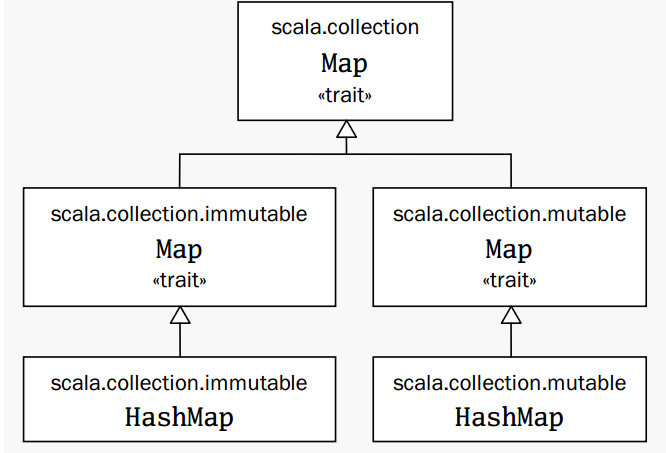 scala.collection
Map
«trait»
scala.collection.immutable
Map
«trait»
scala.collection.mutable
Map
«trait»
scala.collection.immutable
HashMap
scala.collection.mutable
HashMap